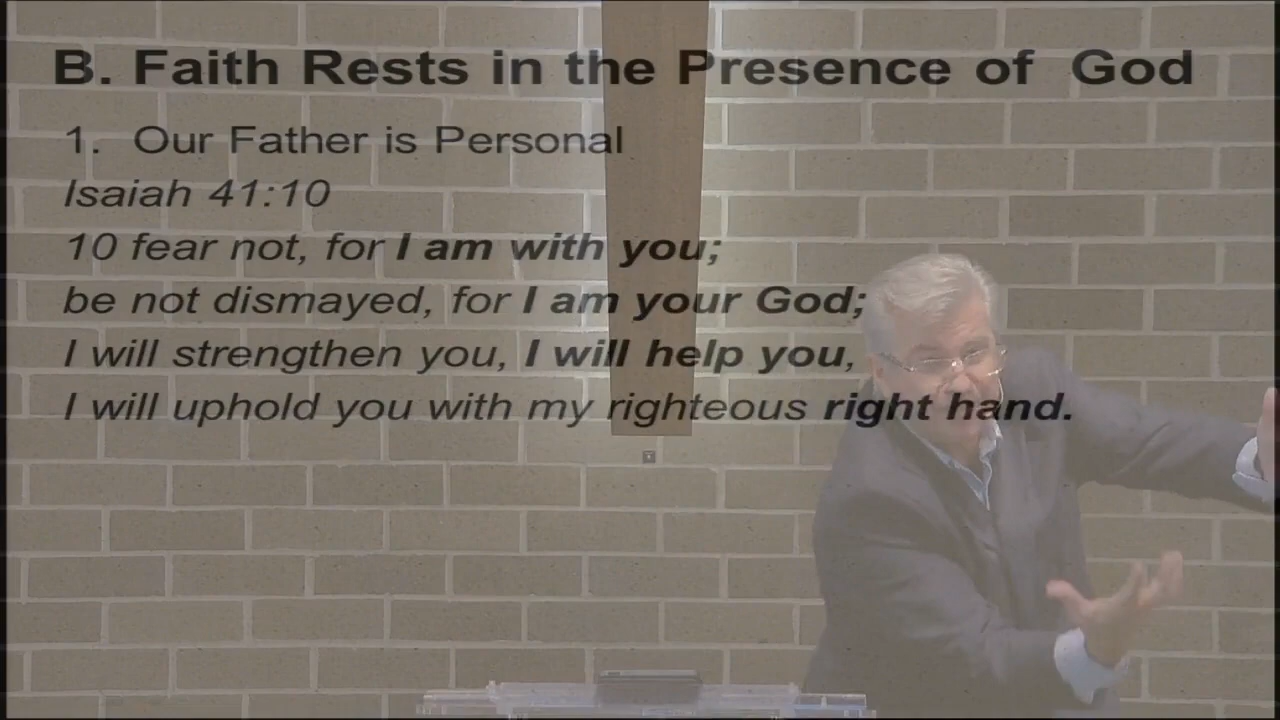 B. Faith Rests in the Presence of God
1. Our Father is Personal
Isaiah 41:10
10 fear not, for I am with you;
be not dismayed, for I am your God;
I will strengthen you, I will help you,
I will uphold you with my righteous right hand.